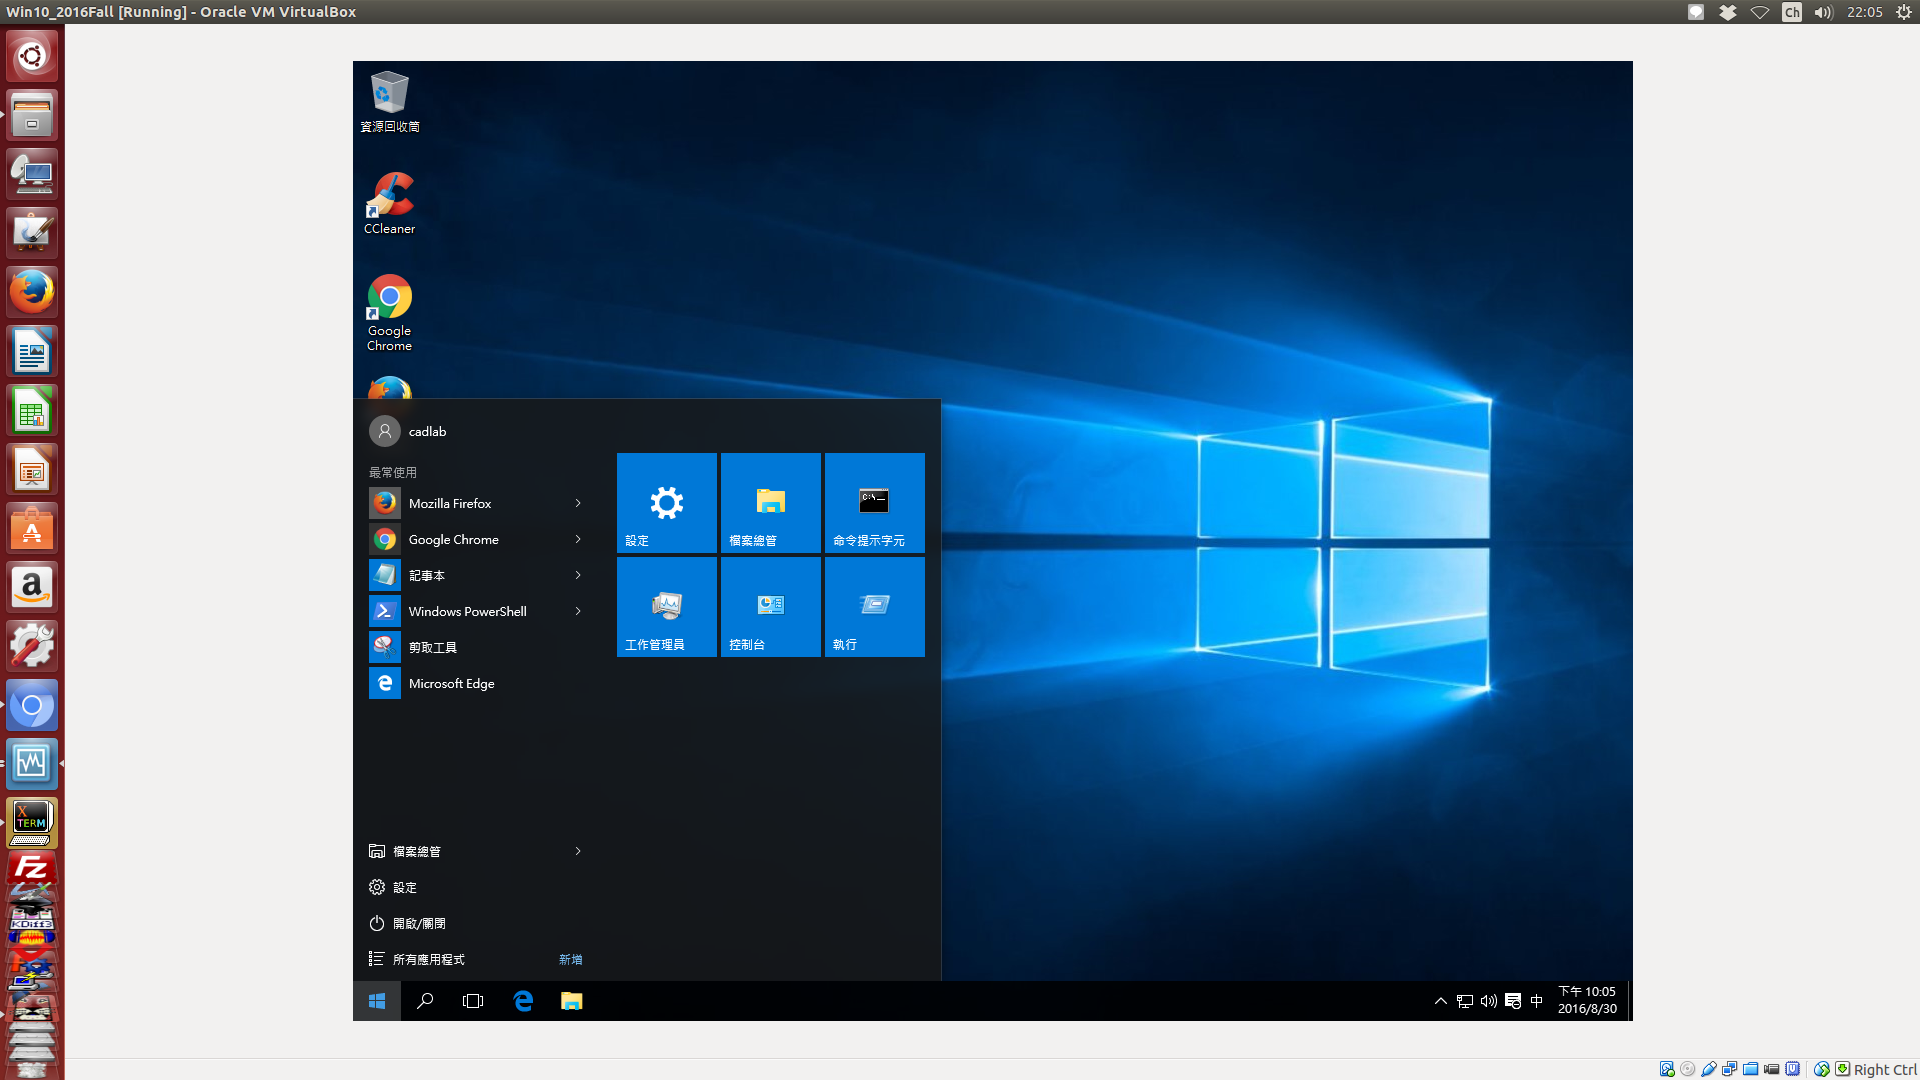 Win10_2016Fall [Running] - Oracle VM VirtualBox
Ch
22:05
資源回收筒
CCleaner
Google
Chrome
cadlab
最常使用
Mozilla Firefox
Google Chrome
記事本
Windows PowerShell
剪取工具
Microsoft Edge
設定
檔案總管
C:\_
命令提示字元
工作管理員
控制台
執行
檔案總管
設定
開啟/關閉
所有應用程式
新增
中
下午 10:05
2016/8/30
X
TERM
FZ
KDiff3
Right Ctrl